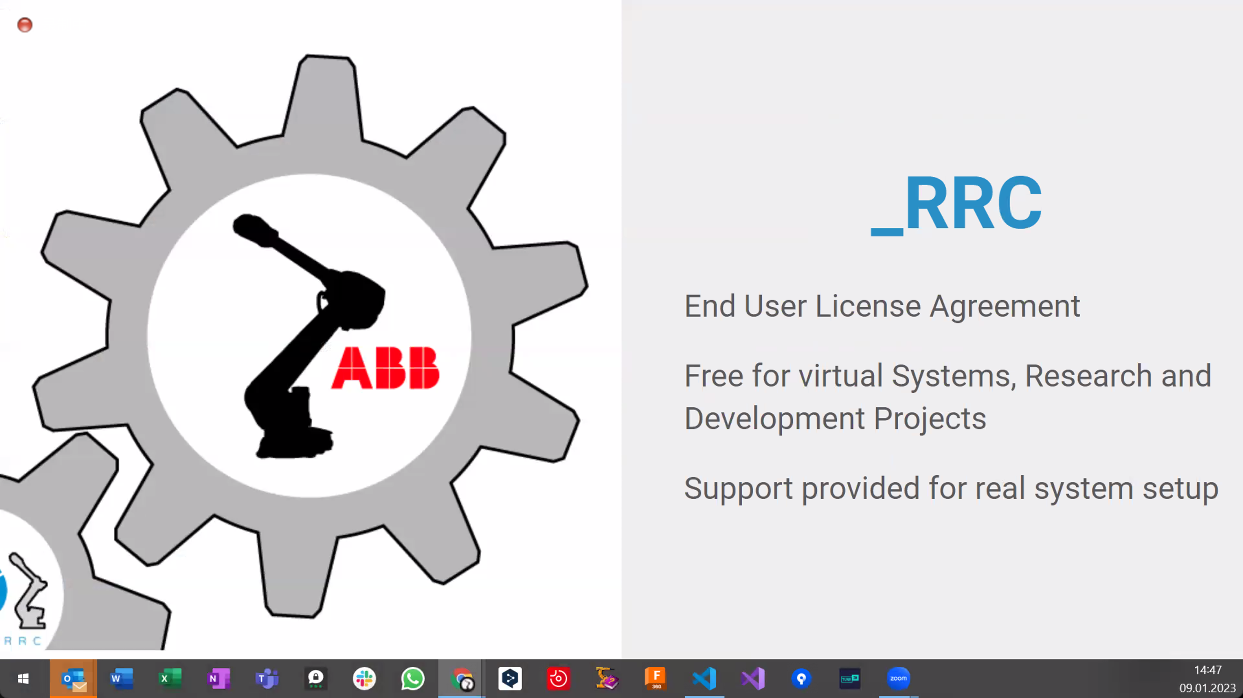 _RRC
End User License Agreement
Free for virtual Systems, Research and
Development Projects
Support provided for real system setup
ABB
RRC
F
360
zoom
14:47
09.01.2023